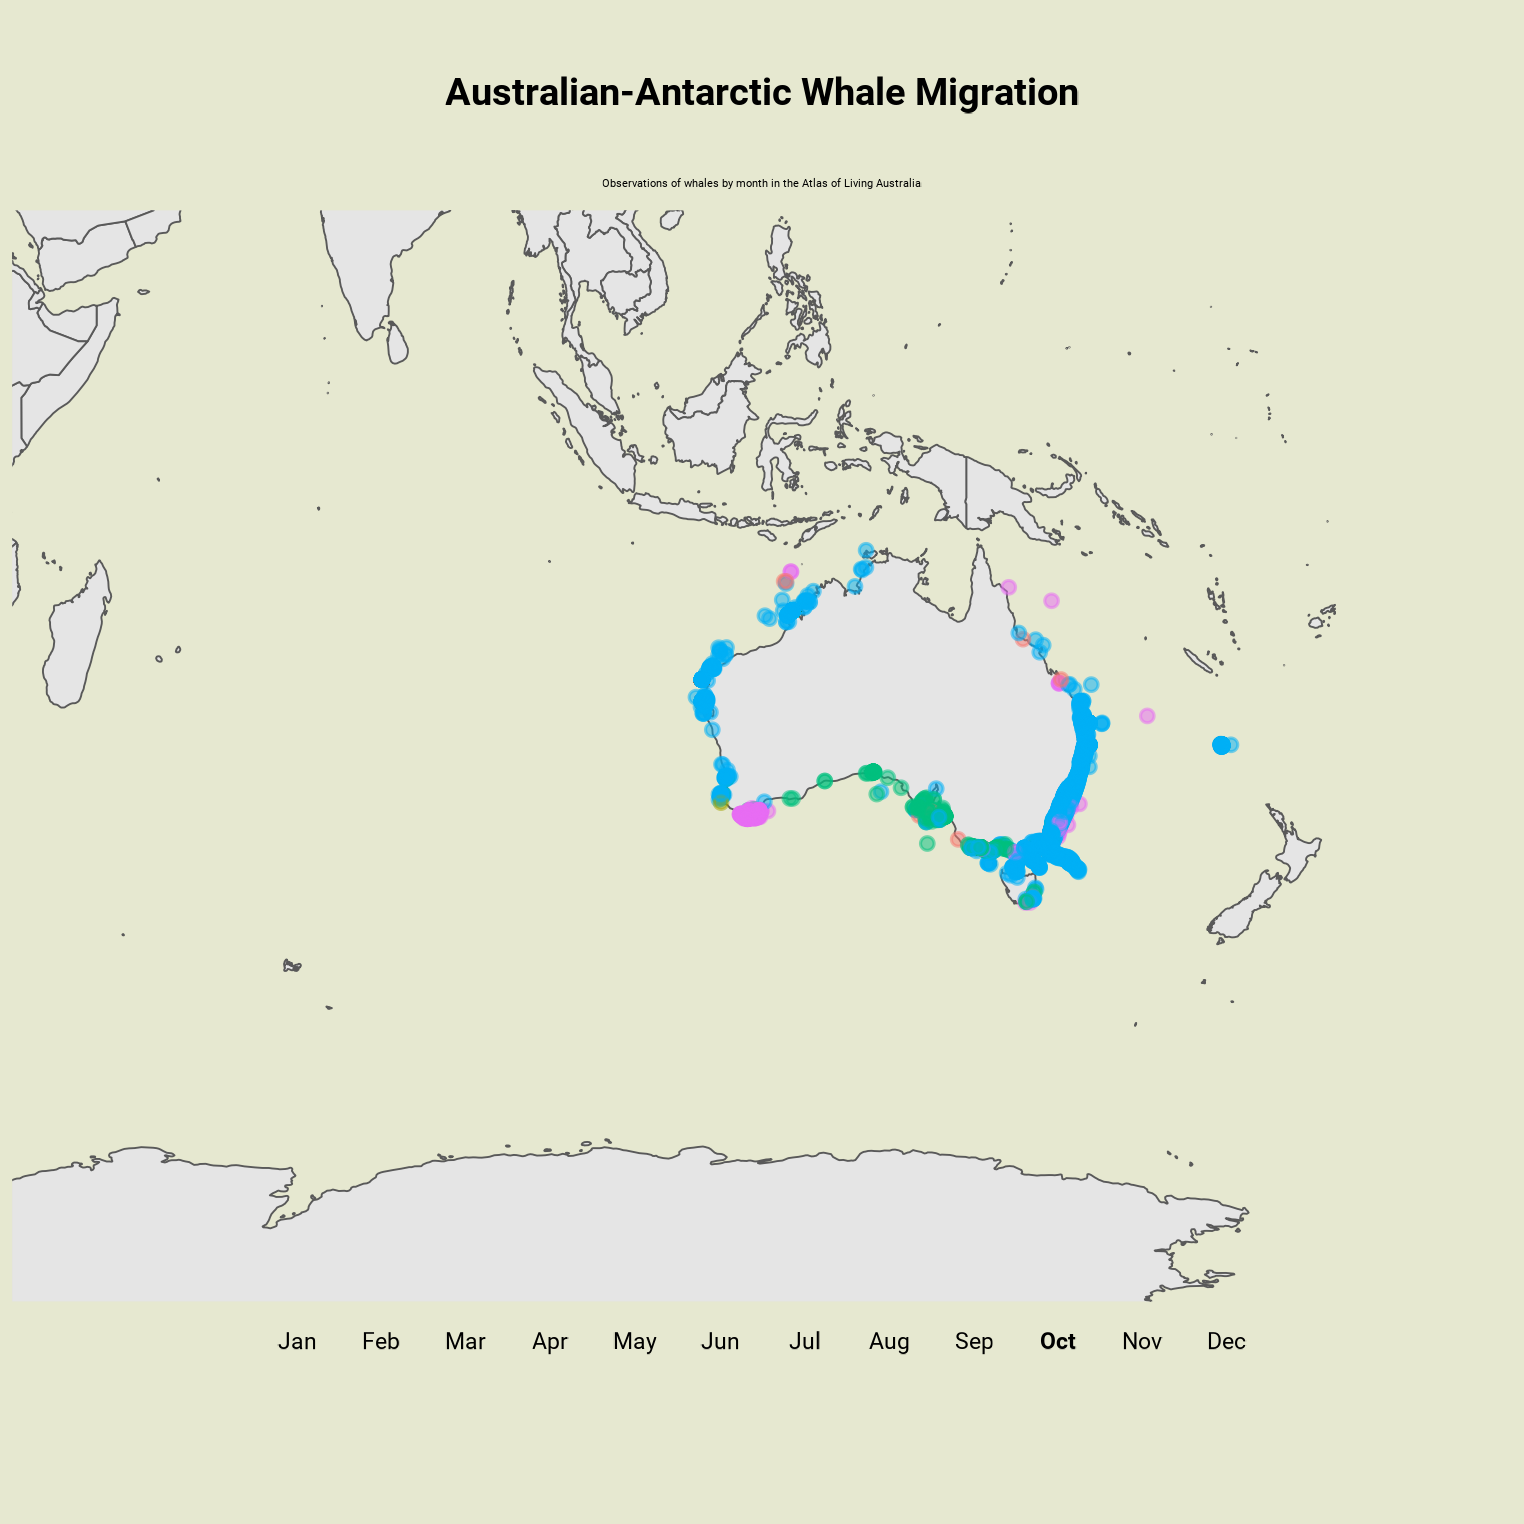 Australian-Antarctic Whale Migration
Observations of whales by month in the Atlas of Living Australia
Jan Feb Mar Apr May Jun Jul Aug Sep Oct Nov Dec